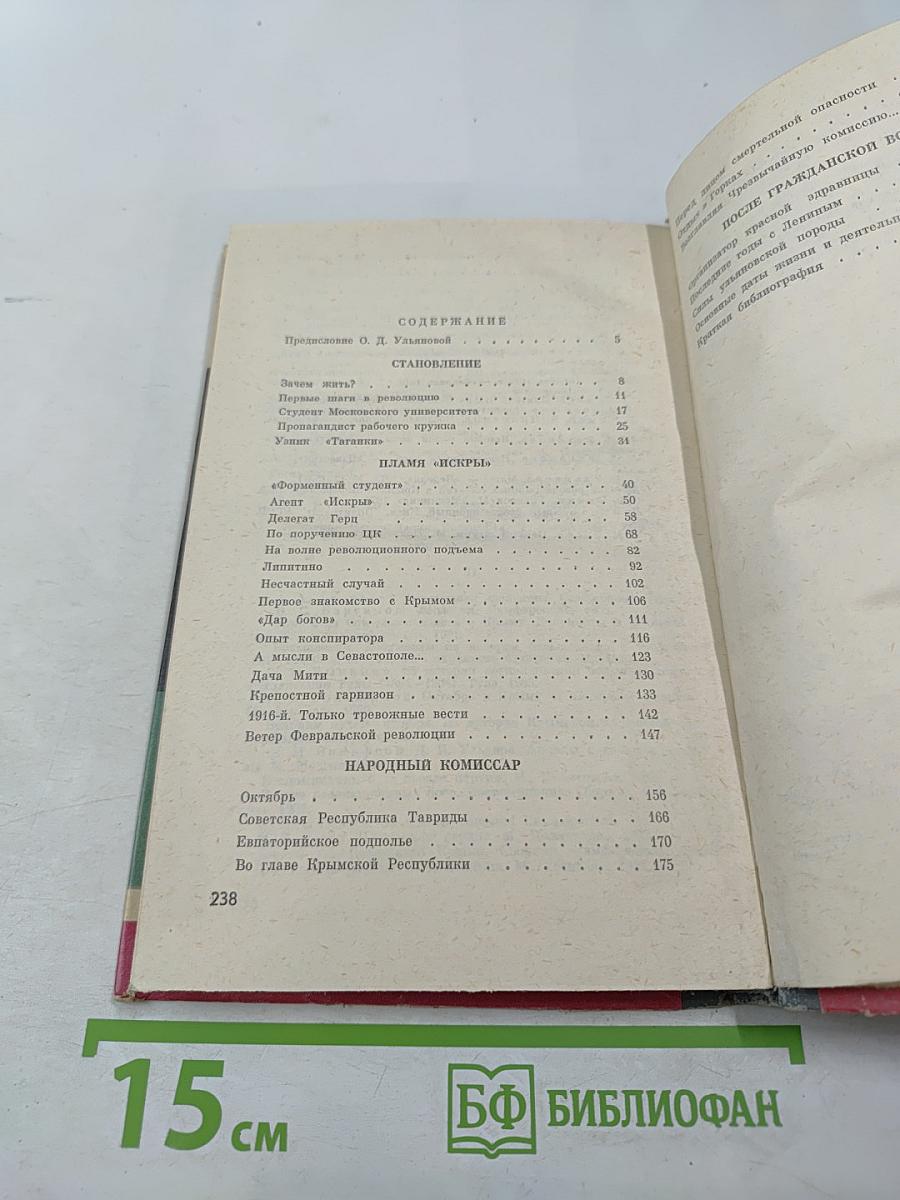 СОДЕРЖАНИЕ
Предисловие О. Д. Ульяновой . . . . . . . . . . 5
СТАНОВЛЕНИЕ
Зачем жить? . . . . . . . . . . . . . . . 8
Первые шаги в революцию . . . . . . . . . . 11
Студент Московского университета . . . . . . . 17
Пропагандист рабочего кружка . . . . . . . . . 25
Узник «Таганки» . . . . . . . . . . . . . 31
ПЛАМЯ «ИСКРЫ»
«Форменный студент» . . . . . . . . . . . . 40
Агент «Искры» . . . . . . . . . . . . . . 50
Делегат Герц . . . . . . . . . . . . . . 58
По поручению ЦК . . . . . . . . . . . . . 68
На волне революционного подъема . . . . . . . . 82
Липитино . . . . . . . . . . . . . . . 92
Несчастный случай . . . . . . . . . . . . 102
Первое знакомство с Крымом . . . . . . . . . 106
«Дар богов» . . . . . . . . . . . . . . 111
Опыт конспиратора . . . . . . . . . . . . 116
А мысли в Севастополе... . . . . . . . . . . 123
Дача Мити . . . . . . . . . . . . . . . 130
Крепостной гарнизон . . . . . . . . . . . 133
1916-й. Только тревожные вести . . . . . . . . 142
Ветер Февральской революции . . . . . . . . . 147
НАРОДНЫЙ КОМИССАР
Октябрь . . . . . . . . . . . . . . . . 156
Советская Республика Тавриды . . . . . . . . 166
Евпаторийское подполье . . . . . . . . . . . 170
Во главе Крымской Республики . . . . . . . . . 175
238
Перед лицом смертельной опасности .
Отдых в Горках . . . . . . . .
Возглавлял Чрезвычайную комиссию...
ПОСЛЕ ГРАЖДАНСКОЙ ВО
Организатор красной здравницы .
Последние годы с Лениным . . .
Силы ульяновской породы . .
Основные даты жизни и деятельн
Краткая библиография . . . .
15 см
БФ БИБЛИОФАН